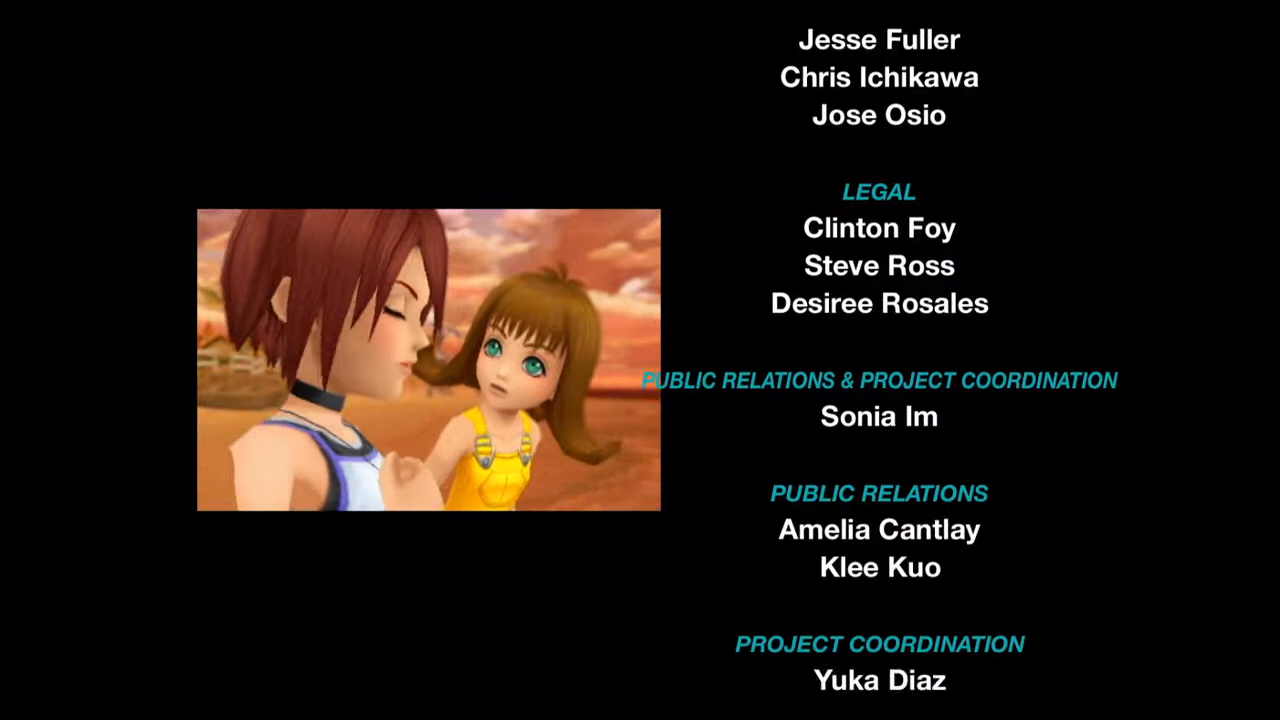 Jesse Fuller
Chris Ichikawa
Jose Osio
LEGAL
Clinton Foy
Steve Ross
Desiree Rosales
PUBLIC RELATIONS & PROJECT COORDINATION
Sonia Im
PUBLIC RELATIONS
Amelia Cantlay
Klee Kuo
PROJECT COORDINATION
Yuka Diaz